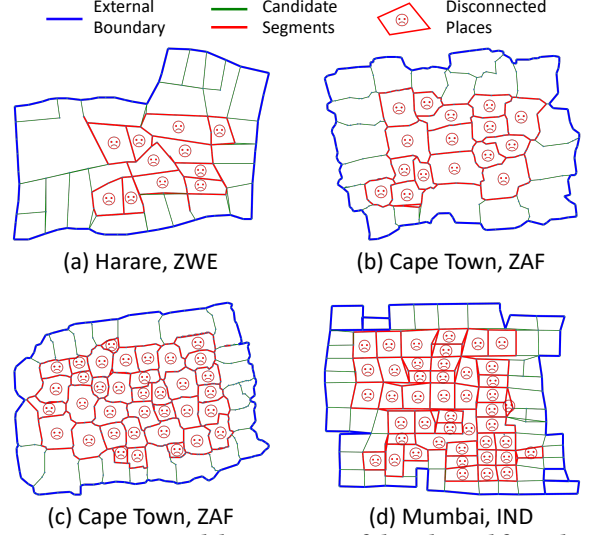 External Boundary
Candidate Segments
Disconnected Places
(a) Harare, ZWE
(b) Cape Town, ZAF
(c) Cape Town, ZAF
(d) Mumbai, IND